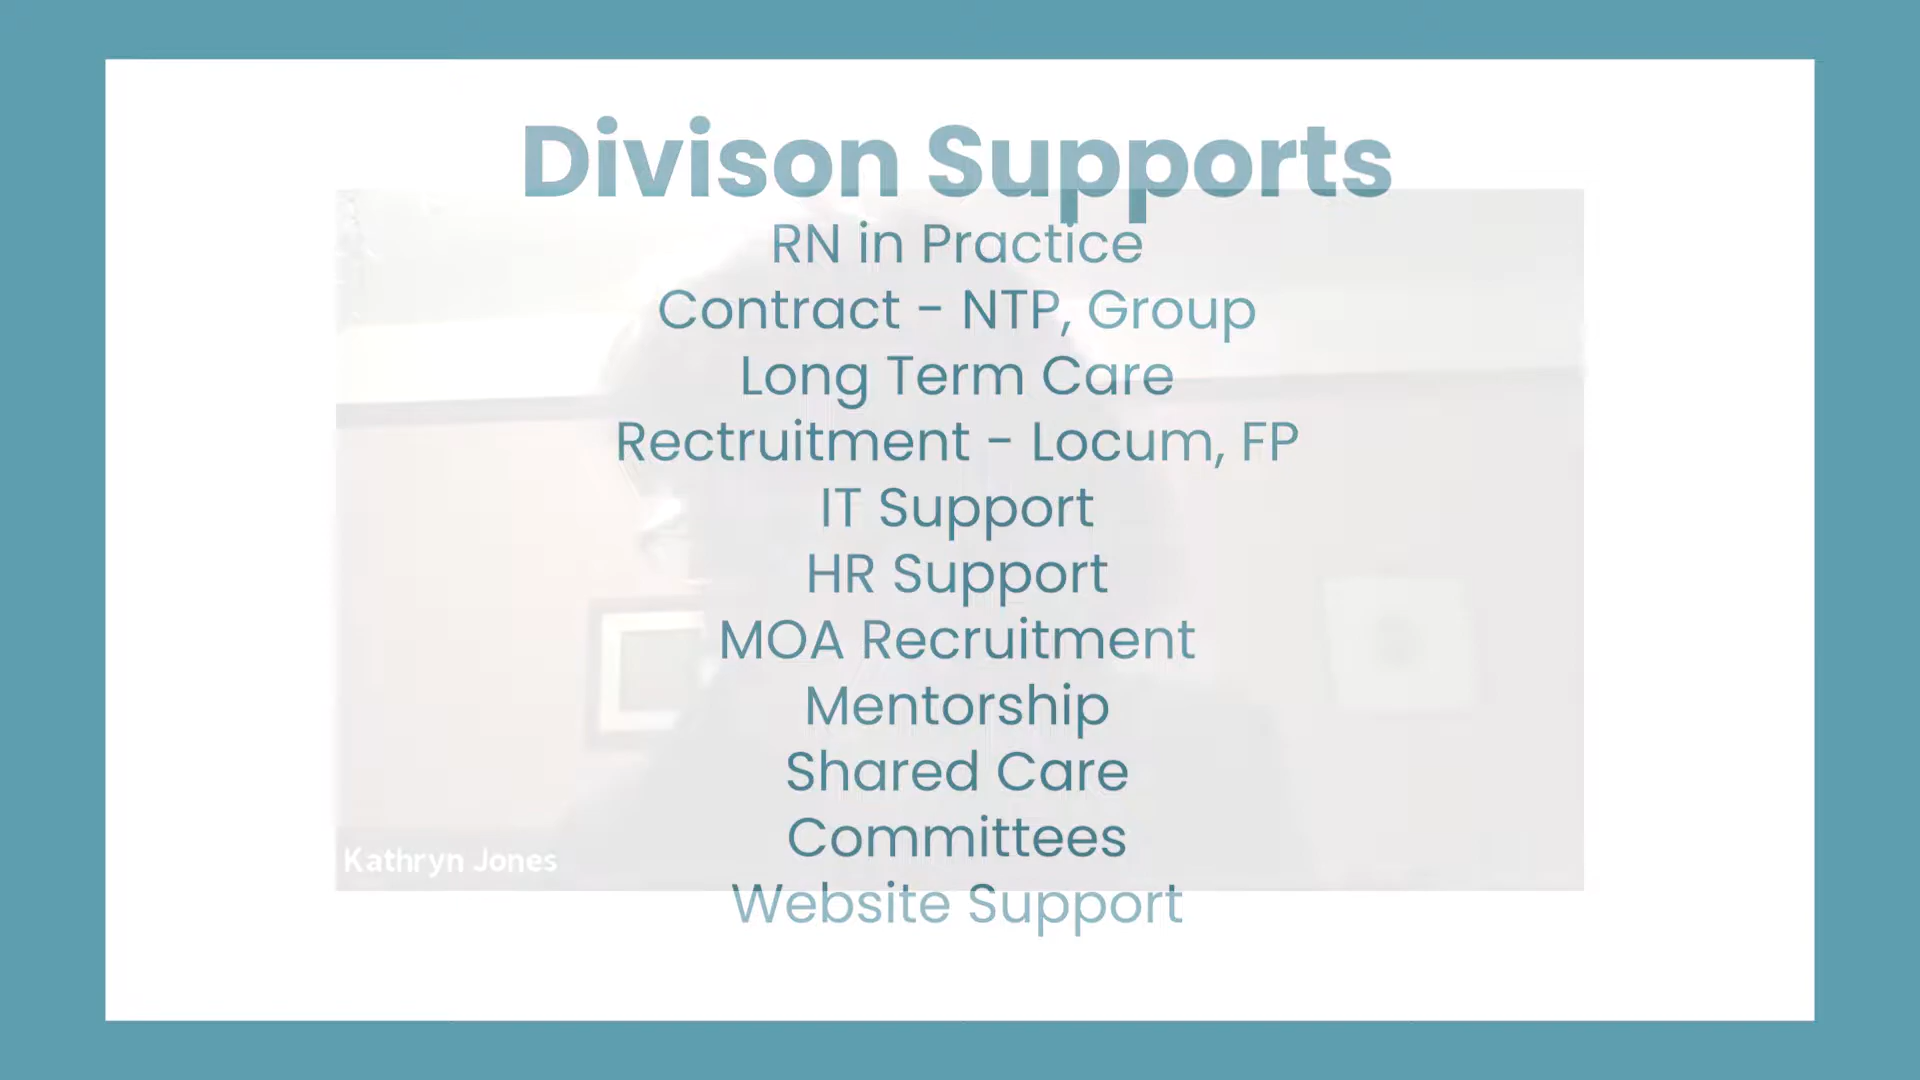 Divison Supports
RN in Practice
Contract - NTP, Group
Long Term Care
Rectruitment - Locum, FP
IT Support
HR Support
MOA Recruitment
Mentorship
Shared Care
Committees
Kathryn Jones
Website Support